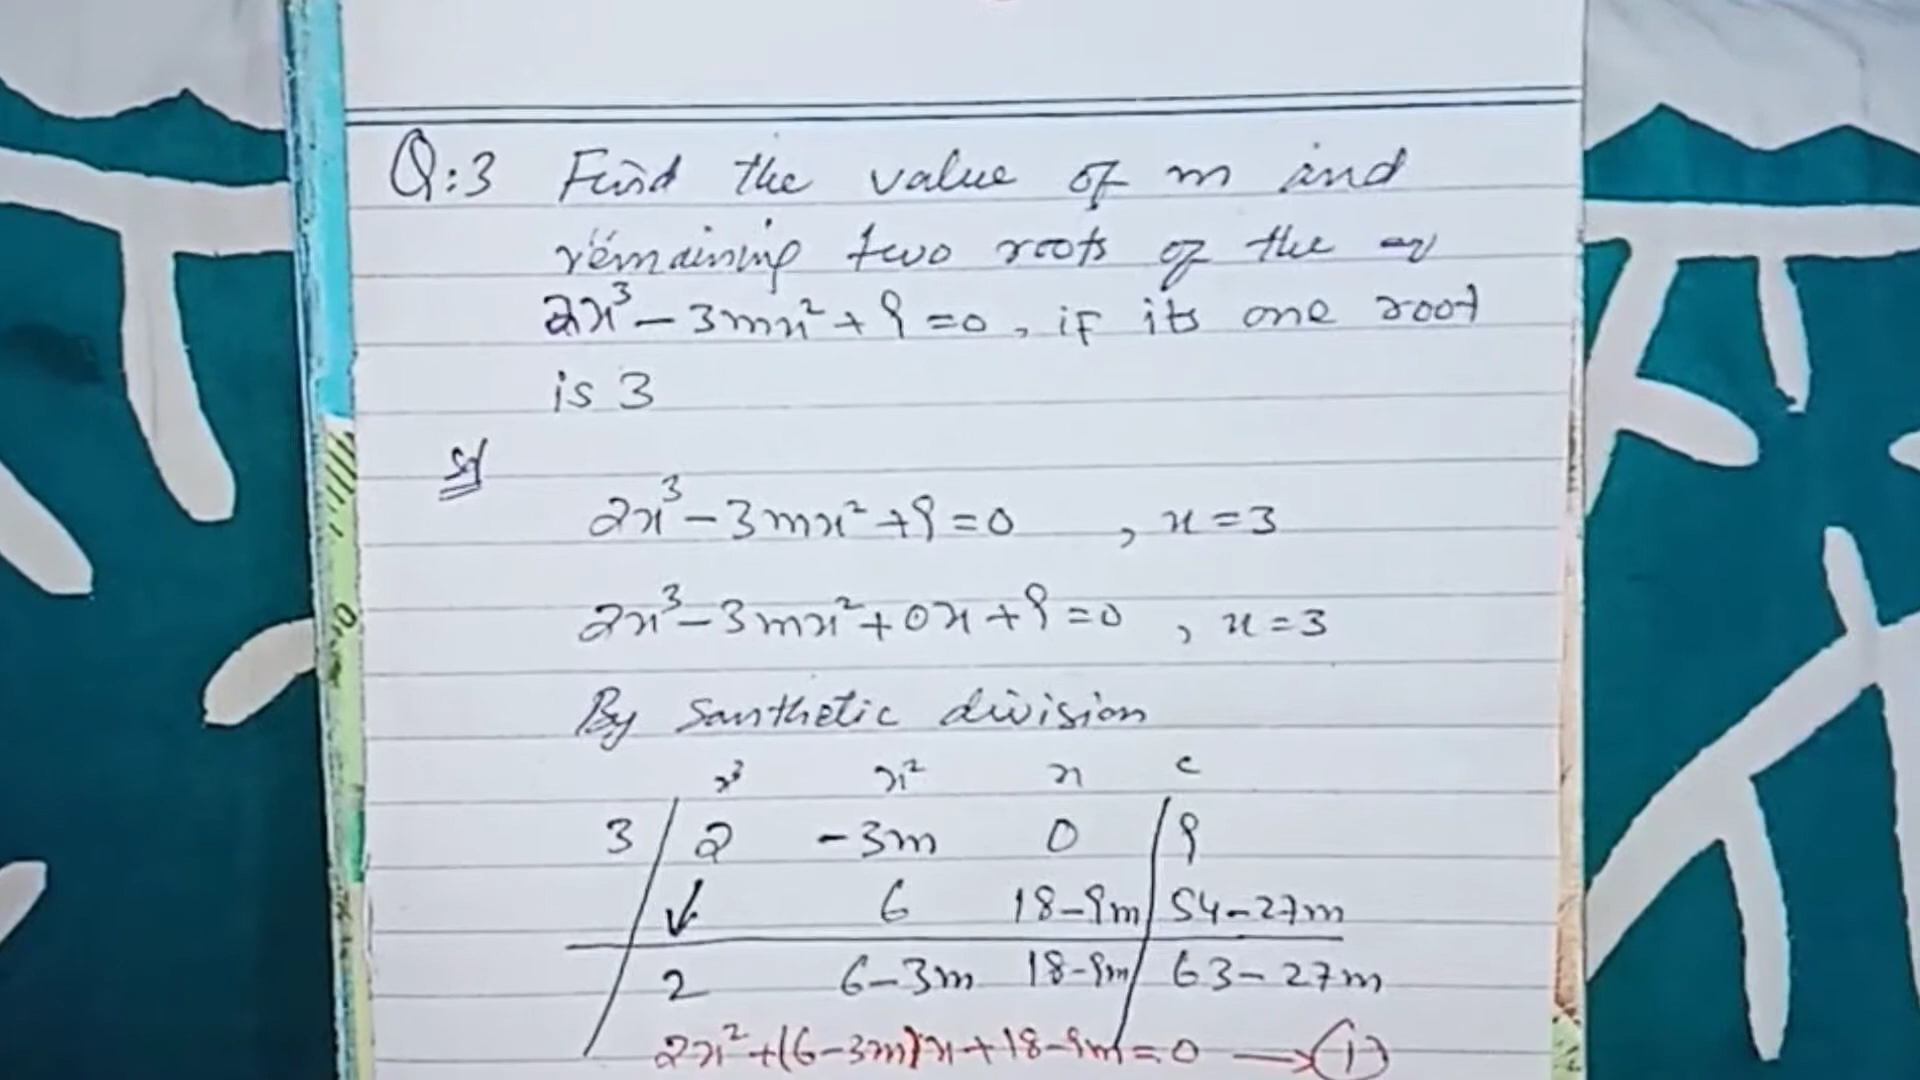 Q:3 Find the value of m and
remaining two roots of the eq
2x³-3mx²+9=0, if its one root
is 3
Sol
2x³-3mx²+9=0 , x=3
2x³-3mx²+0x+9=0 , x=3
By santhetic division
x³ x² x c
3 2 -3m 0 9
6 18-9m 54-27m
2 6-3m 18-9m 63-27m
2x²+(6-3m)x+18-9m=0 → (1)